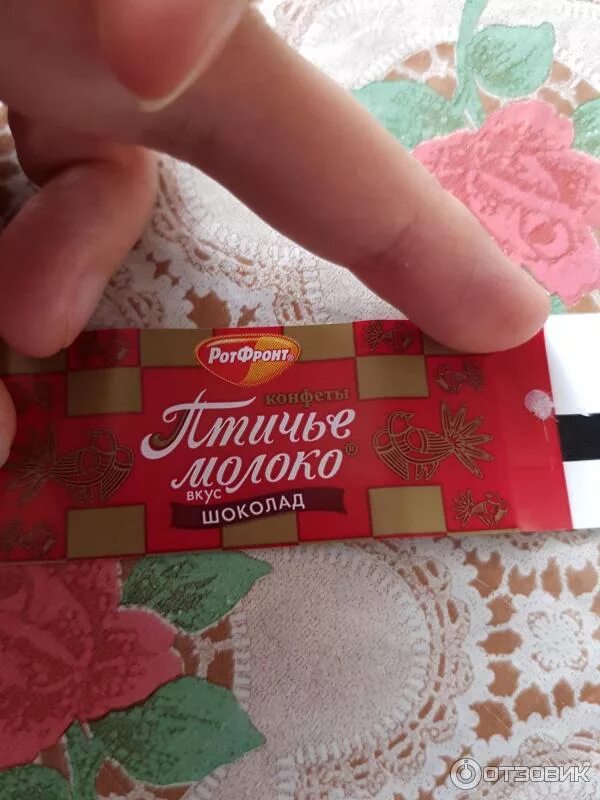 РОТФРОНТ®
КОНФЕТЫ
Птичье
молоко®
ВКУС
ШОКОЛАД
ОТЗОВИК